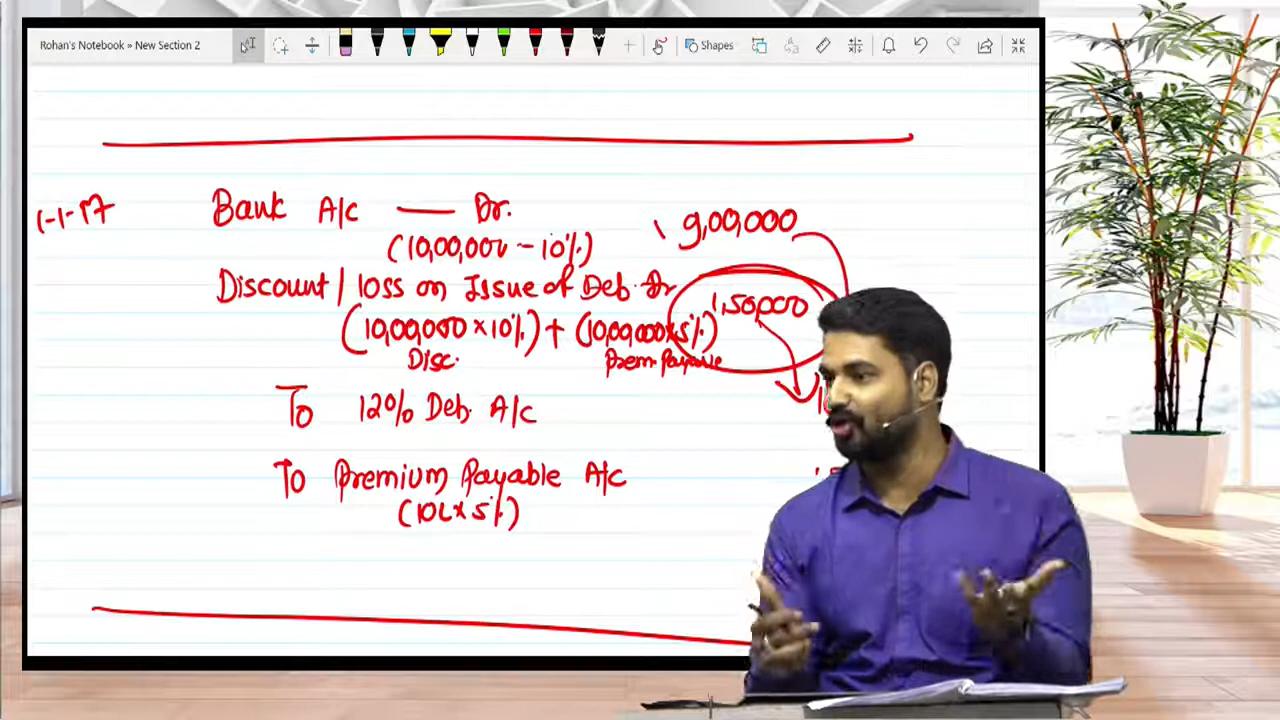 Rohan's Notebook » New Section 2
Shapes
1-1-17 Bank A/c —— Dr. 9,00,000
(10,00,000 - 10%)
Discount / loss on Issue of Deb. Dr 1,50,000
(10,00,000 × 10%) + (10,00,000 × 5%)
Disc. Prem. Payable
To 12% Deb. A/c
To Premium Payable A/c
(10L × 5%)